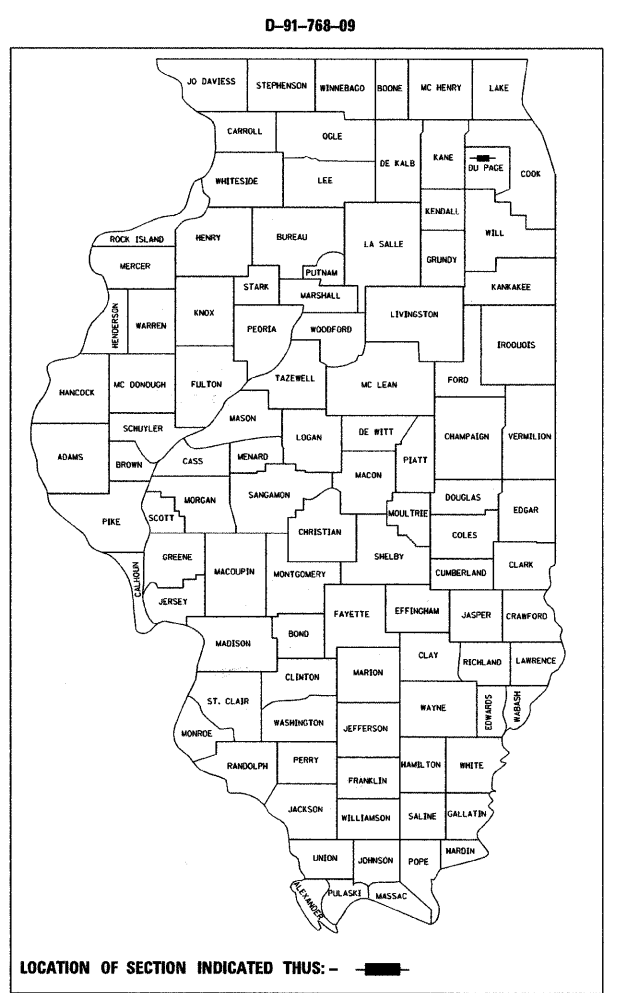 D-91-768-09
JO DAVIESS
STEPHENSON
WINNEBAGO
BOONE
MC HENRY
LAKE
CARROLL
OGLE
DE KALB
KANE
DU PAGE
COOK
WHITESIDE
LEE
KENDALL
WILL
ROCK ISLAND
HENRY
BUREAU
LA SALLE
GRUNDY
MERCER
PUTNAM
KANKAKEE
STARK
MARSHALL
HENDERSON
WARREN
KNOX
PEORIA
WOODFORD
LIVINGSTON
IROQUOIS
HANCOCK
MC DONOUGH
FULTON
TAZEWELL
MC LEAN
FORD
SCHUYLER
MASON
LOGAN
DE WITT
PIATT
CHAMPAIGN
VERMILION
ADAMS
BROWN
CASS
MENARD
MACON
PIKE
SCOTT
MORGAN
SANGAMON
CHRISTIAN
MOULTRIE
DOUGLAS
EDGAR
COLES
SHELBY
CALHOUN
GREENE
MACOUPIN
MONTGOMERY
CUMBERLAND
CLARK
JERSEY
FAYETTE
EFFINGHAM
JASPER
CRAWFORD
MADISON
BOND
CLAY
RICHLAND
LAWRENCE
CLINTON
MARION
ST. CLAIR
WASHINGTON
WAYNE
EDWARDS
WABASH
MONROE
JEFFERSON
RANDOLPH
PERRY
HAMILTON
WHITE
FRANKLIN
JACKSON
WILLIAMSON
SALINE
GALLATIN
UNION
JOHNSON
POPE
HARDIN
ALEXANDER
PULASKI
MASSAC
LOCATION OF SECTION INDICATED THUS: -